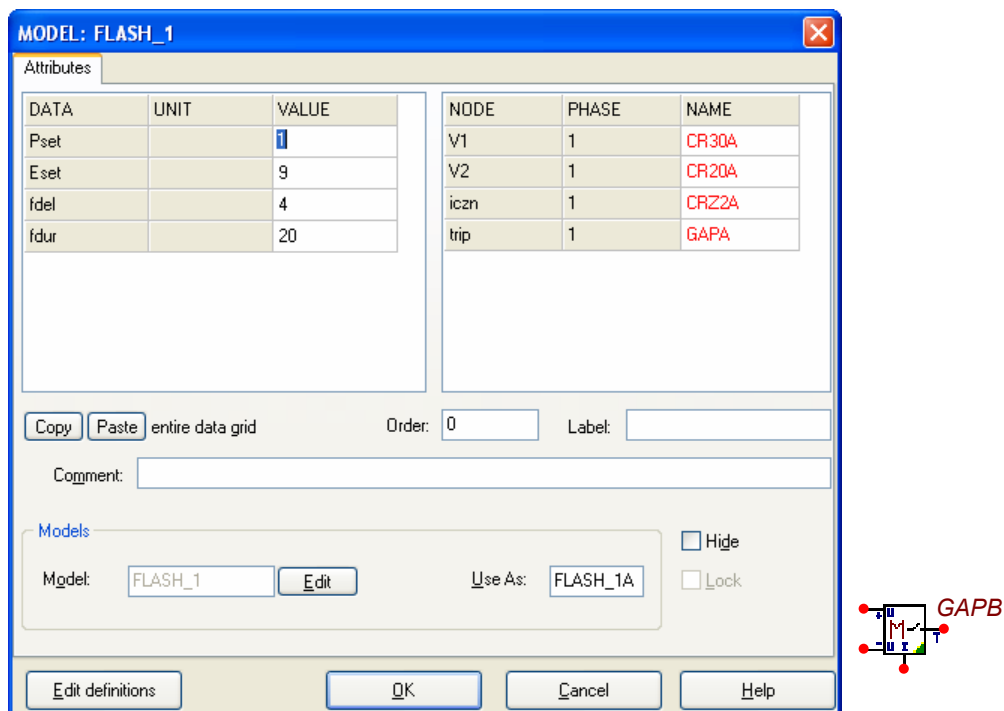 MODEL: FLASH_1
Attributes
DATA UNIT VALUE
Pset 1
Eset 9
fdel 4
fdur 20
NODE PHASE NAME
V1 1 CR30A
V2 1 CR20A
iczn 1 CRZ2A
trip 1 GAPA
Copy Paste entire data grid Order: 0 Label:
Comment:
Models
Model: FLASH_1 Edit Use As: FLASH_1A
Hide
Lock
Edit definitions OK Cancel Help
GAPB
+ U
M T
- U I